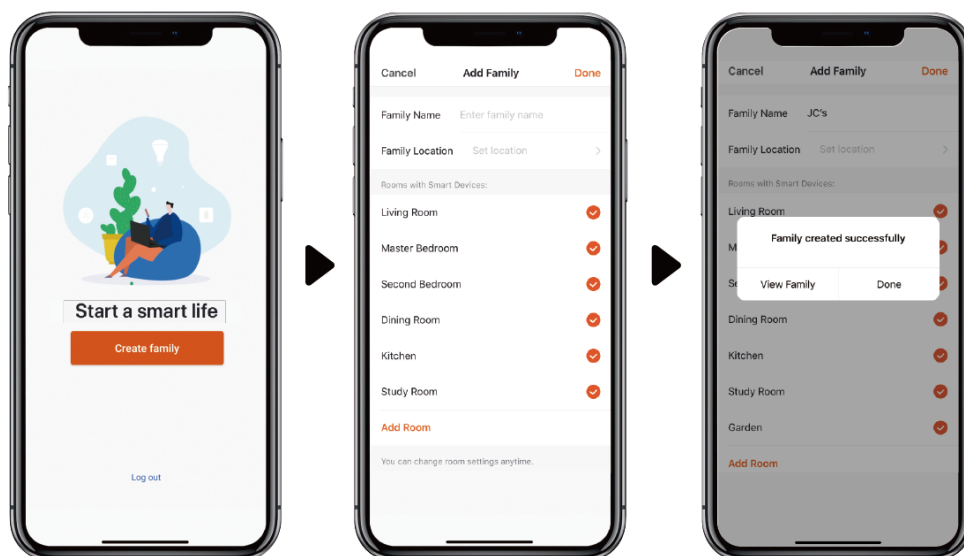 Start a smart life
Create family
Log out
Cancel Add Family Done
Family Name Enter family name
Family Location Set location
Rooms with Smart Devices:
Living Room
Master Bedroom
Second Bedroom
Dining Room
Kitchen
Study Room
Add Room
You can change room settings anytime.
Cancel Add Family Done
Family Name JC's
Family Location Set location
Rooms with Smart Devices:
Living Room
Family created successfully
View Family Done
Dining Room
Kitchen
Study Room
Garden
Add Room